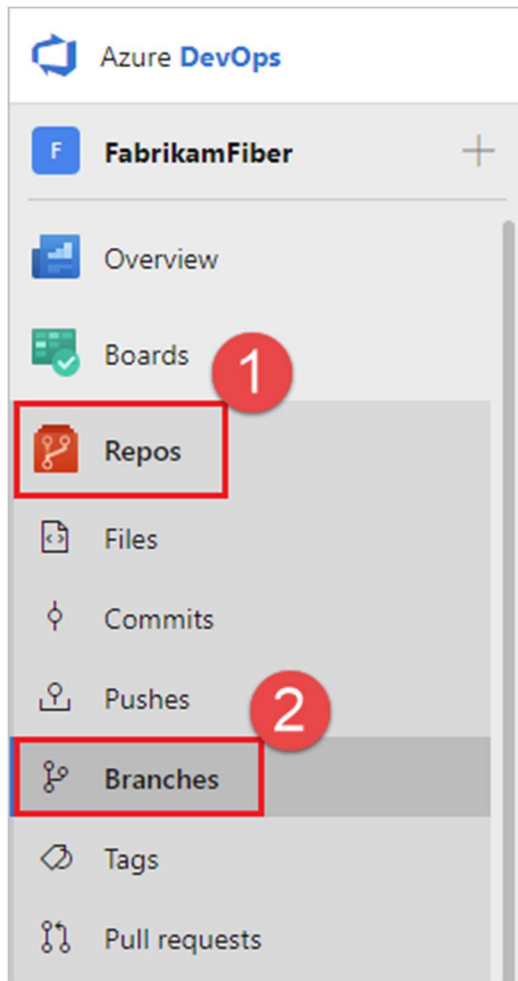 Azure DevOps
F FabrikamFiber
Overview
Boards
1
Repos
Files
Commits
Pushes
2
Branches
Tags
Pull requests